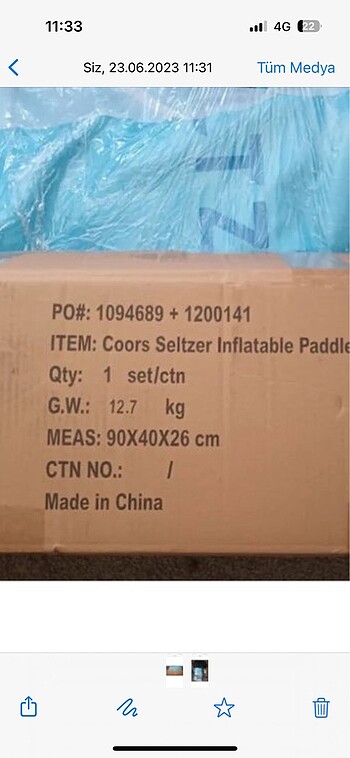 11:33
4G
22
Siz, 23.06.2023 11:31
Tüm Medya
PO#: 1094689 + 1200141
ITEM: Coors Seltzer Inflatable Paddle
Qty: 1 set/ctn
G.W.: 12.7 kg
MEAS: 90X40X26 cm
CTN NO.: /
Made in China